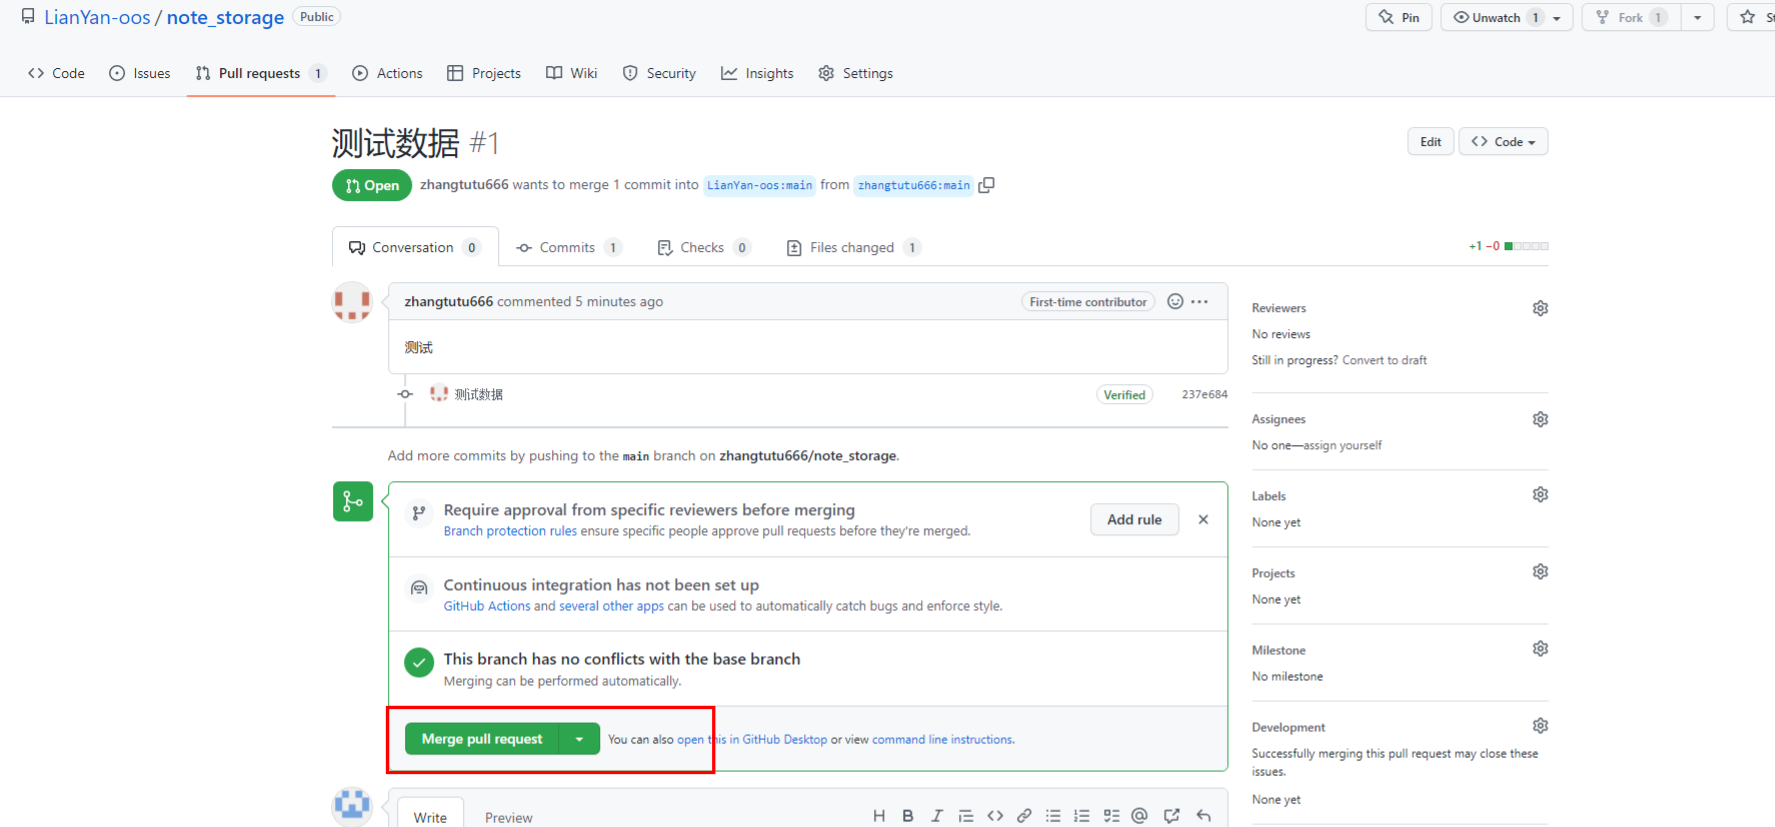 LianYan-oos / note_storage Public
Pin Unwatch 1 Fork 1
Code Issues Pull requests 1 Actions Projects Wiki Security Insights Settings
测试数据 #1
Edit Code
Open zhangtutu666 wants to merge 1 commit into LianYan-oos:main from zhangtutu666:main
Conversation 0 Commits 1 Checks 0 Files changed 1
+1 −0
zhangtutu666 commented 5 minutes ago First-time contributor
测试
测试数据 Verified 237e684
Add more commits by pushing to the main branch on zhangtutu666/note_storage.
Require approval from specific reviewers before merging
Branch protection rules ensure specific people approve pull requests before they're merged.
Add rule
Continuous integration has not been set up
GitHub Actions and several other apps can be used to automatically catch bugs and enforce style.
This branch has no conflicts with the base branch
Merging can be performed automatically.
Merge pull request You can also open this in GitHub Desktop or view command line instructions.
Write Preview
Reviewers
No reviews
Still in progress? Convert to draft
Assignees
No one—assign yourself
Labels
None yet
Projects
None yet
Milestone
No milestone
Development
Successfully merging this pull request may close these
issues.
None yet